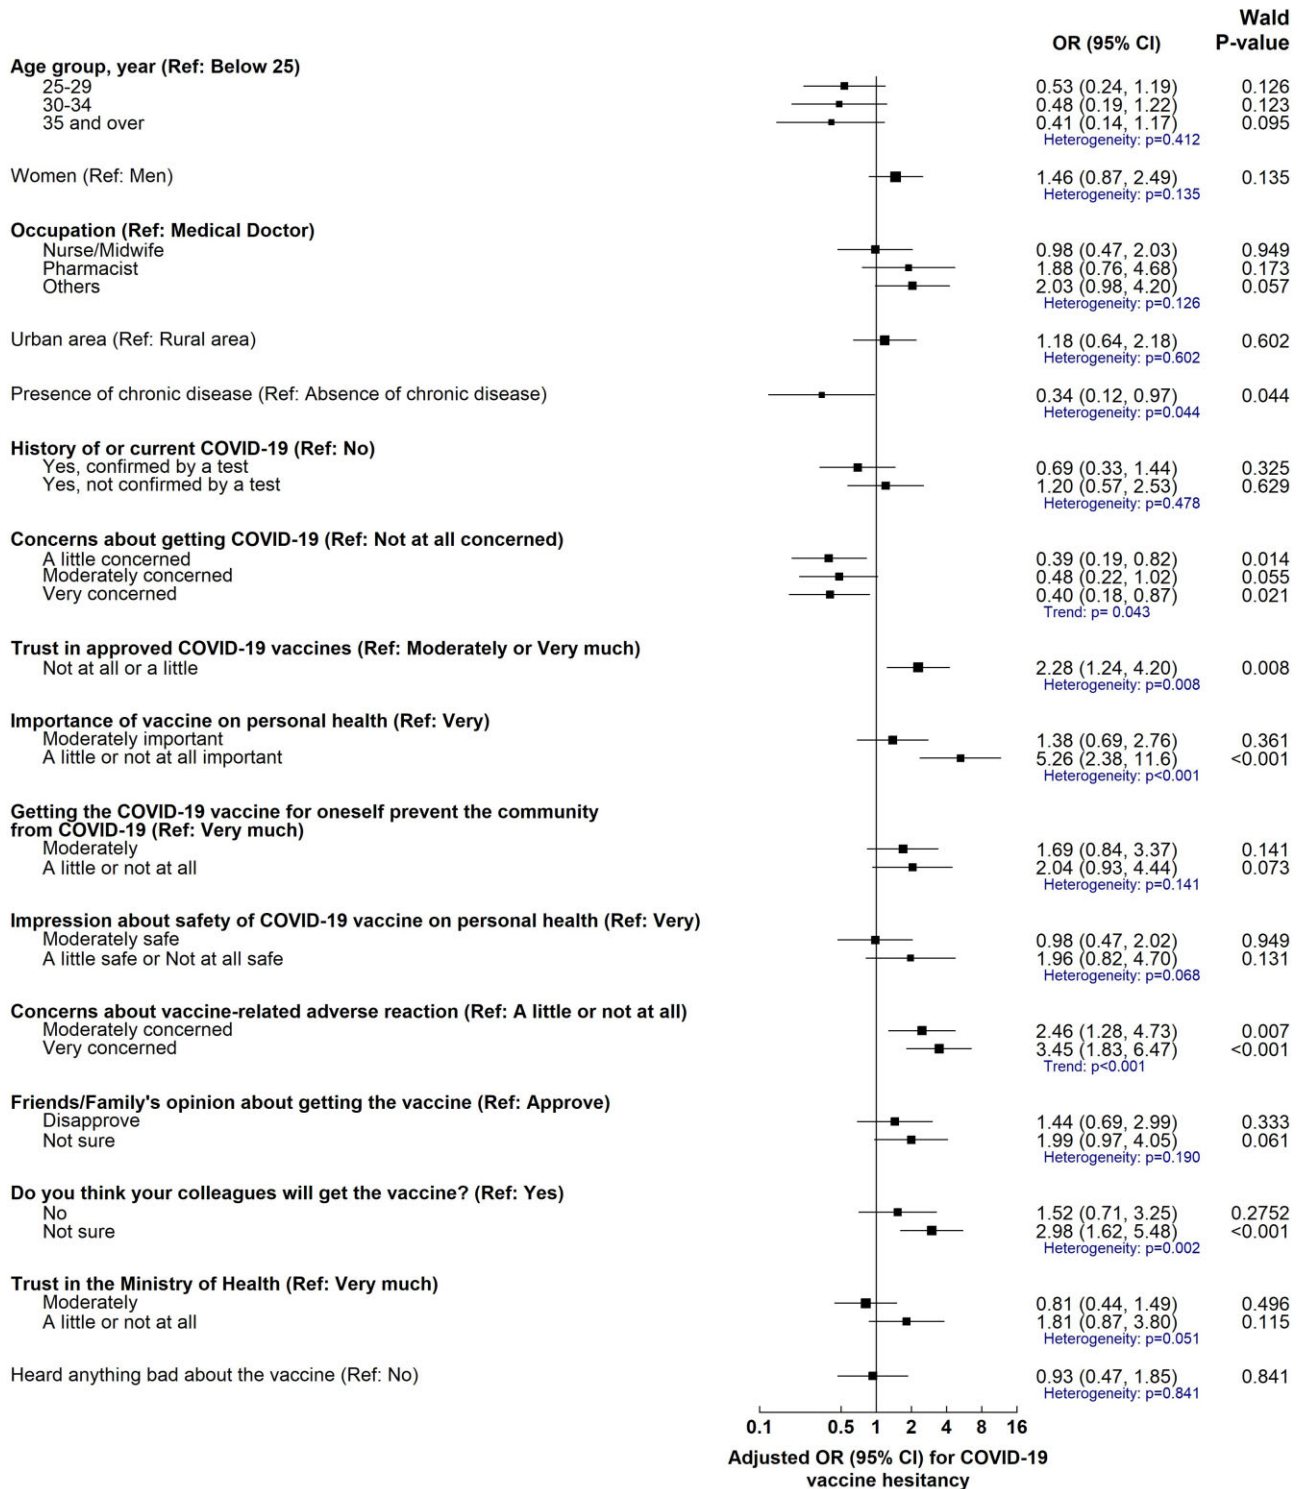 Wald
OR (95% CI) P-value
Age group, year (Ref: Below 25)
25-29 0.53 (0.24, 1.19) 0.126
30-34 0.48 (0.19, 1.22) 0.123
35 and over 0.41 (0.14, 1.17) 0.095
Heterogeneity: p=0.412
Women (Ref: Men) 1.46 (0.87, 2.49) 0.135
Heterogeneity: p=0.135
Occupation (Ref: Medical Doctor)
Nurse/Midwife 0.98 (0.47, 2.03) 0.949
Pharmacist 1.88 (0.76, 4.68) 0.173
Others 2.03 (0.98, 4.20) 0.057
Heterogeneity: p=0.126
Urban area (Ref: Rural area) 1.18 (0.64, 2.18) 0.602
Heterogeneity: p=0.602
Presence of chronic disease (Ref: Absence of chronic disease) 0.34 (0.12, 0.97) 0.044
Heterogeneity: p=0.044
History of or current COVID-19 (Ref: No)
Yes, confirmed by a test 0.69 (0.33, 1.44) 0.325
Yes, not confirmed by a test 1.20 (0.57, 2.53) 0.629
Heterogeneity: p=0.478
Concerns about getting COVID-19 (Ref: Not at all concerned)
A little concerned 0.39 (0.19, 0.82) 0.014
Moderately concerned 0.48 (0.22, 1.02) 0.055
Very concerned 0.40 (0.18, 0.87) 0.021
Trend: p= 0.043
Trust in approved COVID-19 vaccines (Ref: Moderately or Very much)
Not at all or a little 2.28 (1.24, 4.20) 0.008
Heterogeneity: p=0.008
Importance of vaccine on personal health (Ref: Very)
Moderately important 1.38 (0.69, 2.76) 0.361
A little or not at all important 5.26 (2.38, 11.6) <0.001
Heterogeneity: p<0.001
Getting the COVID-19 vaccine for oneself prevent the community
from COVID-19 (Ref: Very much)
Moderately 1.69 (0.84, 3.37) 0.141
A little or not at all 2.04 (0.93, 4.44) 0.073
Heterogeneity: p=0.141
Impression about safety of COVID-19 vaccine on personal health (Ref: Very)
Moderately safe 0.98 (0.47, 2.02) 0.949
A little safe or Not at all safe 1.96 (0.82, 4.70) 0.131
Heterogeneity: p=0.068
Concerns about vaccine-related adverse reaction (Ref: A little or not at all)
Moderately concerned 2.46 (1.28, 4.73) 0.007
Very concerned 3.45 (1.83, 6.47) <0.001
Trend: p<0.001
Friends/Family's opinion about getting the vaccine (Ref: Approve)
Disapprove 1.44 (0.69, 2.99) 0.333
Not sure 1.99 (0.97, 4.05) 0.061
Heterogeneity: p=0.190
Do you think your colleagues will get the vaccine? (Ref: Yes)
No 1.52 (0.71, 3.25) 0.2752
Not sure 2.98 (1.62, 5.48) <0.001
Heterogeneity: p=0.002
Trust in the Ministry of Health (Ref: Very much)
Moderately 0.81 (0.44, 1.49) 0.496
A little or not at all 1.81 (0.87, 3.80) 0.115
Heterogeneity: p=0.051
Heard anything bad about the vaccine (Ref: No) 0.93 (0.47, 1.85) 0.841
Heterogeneity: p=0.841
0.1 0.5 1 2 4 8 16
Adjusted OR (95% CI) for COVID-19
vaccine hesitancy